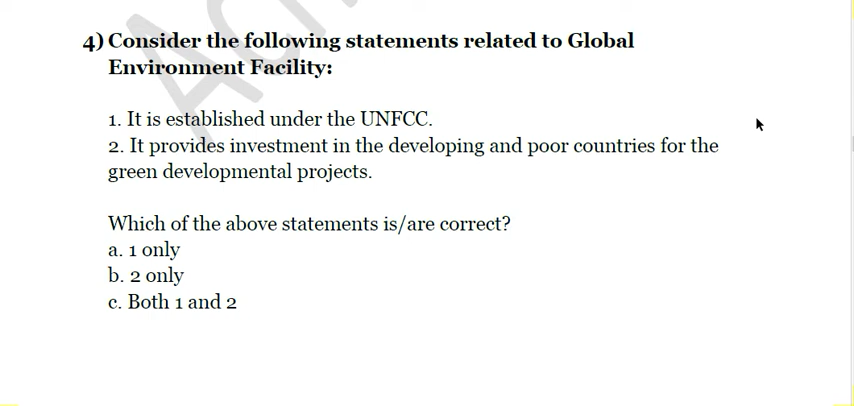 4) Consider the following statements related to Global
Environment Facility:
1. It is established under the UNFCC.
2. It provides investment in the developing and poor countries for the
green developmental projects.
Which of the above statements is/are correct?
a. 1 only
b. 2 only
c. Both 1 and 2